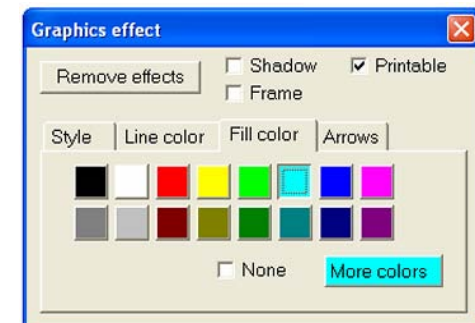 Graphics effect
Remove effects
Shadow
Printable
Frame
Style
Line color
Fill color
Arrows
None
More colors